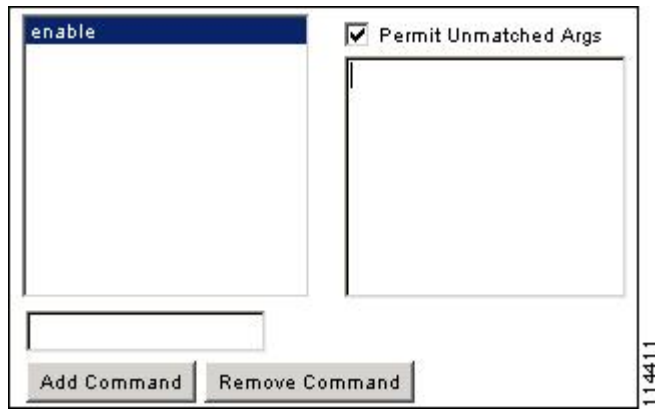 enable
Permit Unmatched Args
Add Command
Remove Command
114411